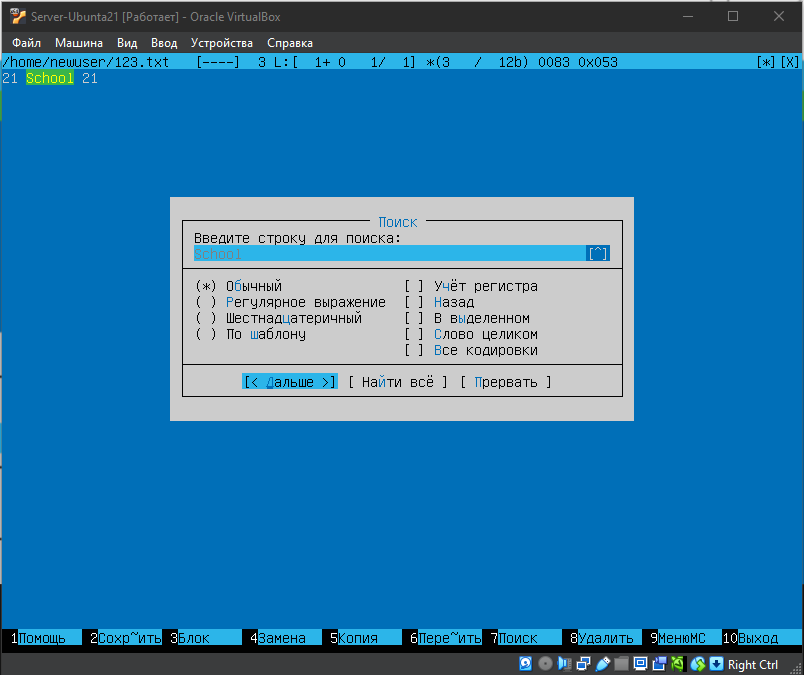 Server-Ubunta21 [Работает] - Oracle VirtualBox
Файл Машина Вид Ввод Устройства Справка
/home/newuser/123.txt [----] 3 L:[ 1+ 0 1/ 1] *(3 / 12b) 0083 0x053 [*][X]
21 School 21
Поиск
Введите строку для поиска:
School [^]
(*) Обычный [ ] Учёт регистра
( ) Регулярное выражение [ ] Назад
( ) Шестнадцатеричный [ ] В выделенном
( ) По шаблону [ ] Слово целиком
[ ] Все кодировки
[< Дальше >] [ Найти всё ] [ Прервать ]
1Помощь 2Сохр~ить 3Блок 4Замена 5Копия 6Пере~ить 7Поиск 8Удалить 9МенюМС 10Выход
Right Ctrl